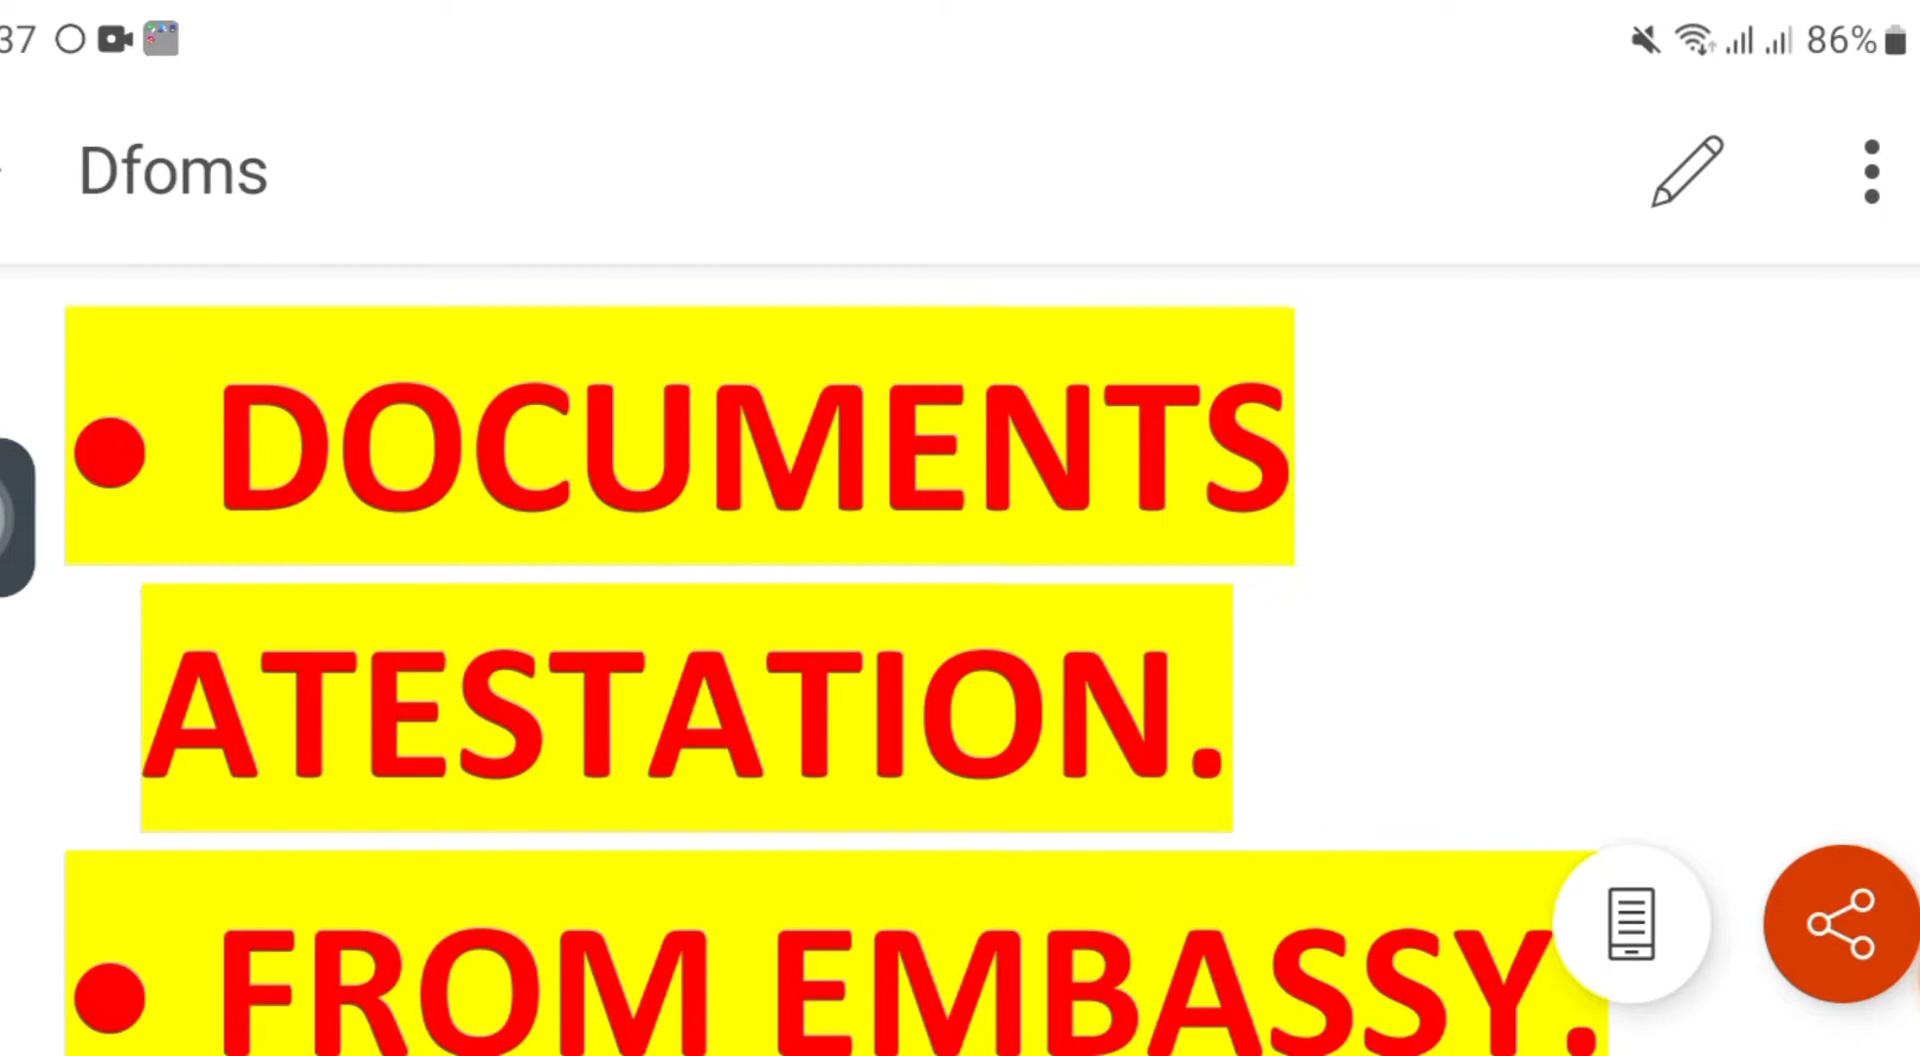 37
86%
Dfoms
• DOCUMENTS
ATESTATION.
• FROM EMBASSY.